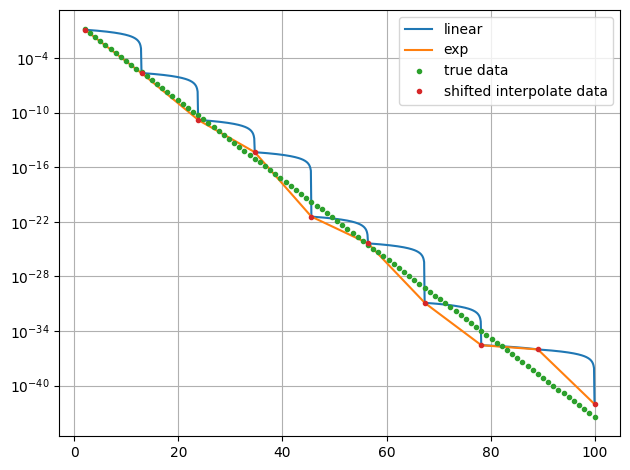 linear
exp
true data
shifted interpolate data
10⁻⁴
10⁻¹⁰
10⁻¹⁶
10⁻²²
10⁻²⁸
10⁻³⁴
10⁻⁴⁰
0 20 40 60 80 100